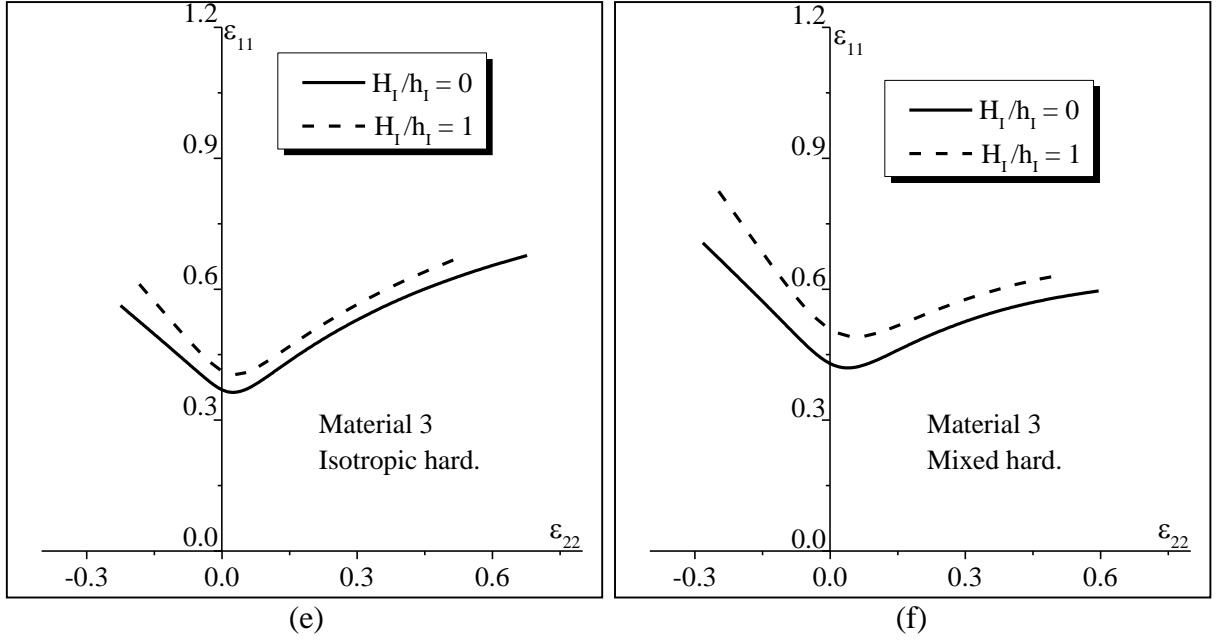 1.2
ε₁₁
H_I/h_I = 0
H_I/h_I = 1
0.9
0.6
0.3
Material 3
Isotropic hard.
0.0
ε₂₂
-0.3 0.0 0.3 0.6
(e)
1.2
ε₁₁
H_I/h_I = 0
H_I/h_I = 1
0.9
0.6
0.3
Material 3
Mixed hard.
0.0
ε₂₂
-0.3 0.0 0.3 0.6
(f)